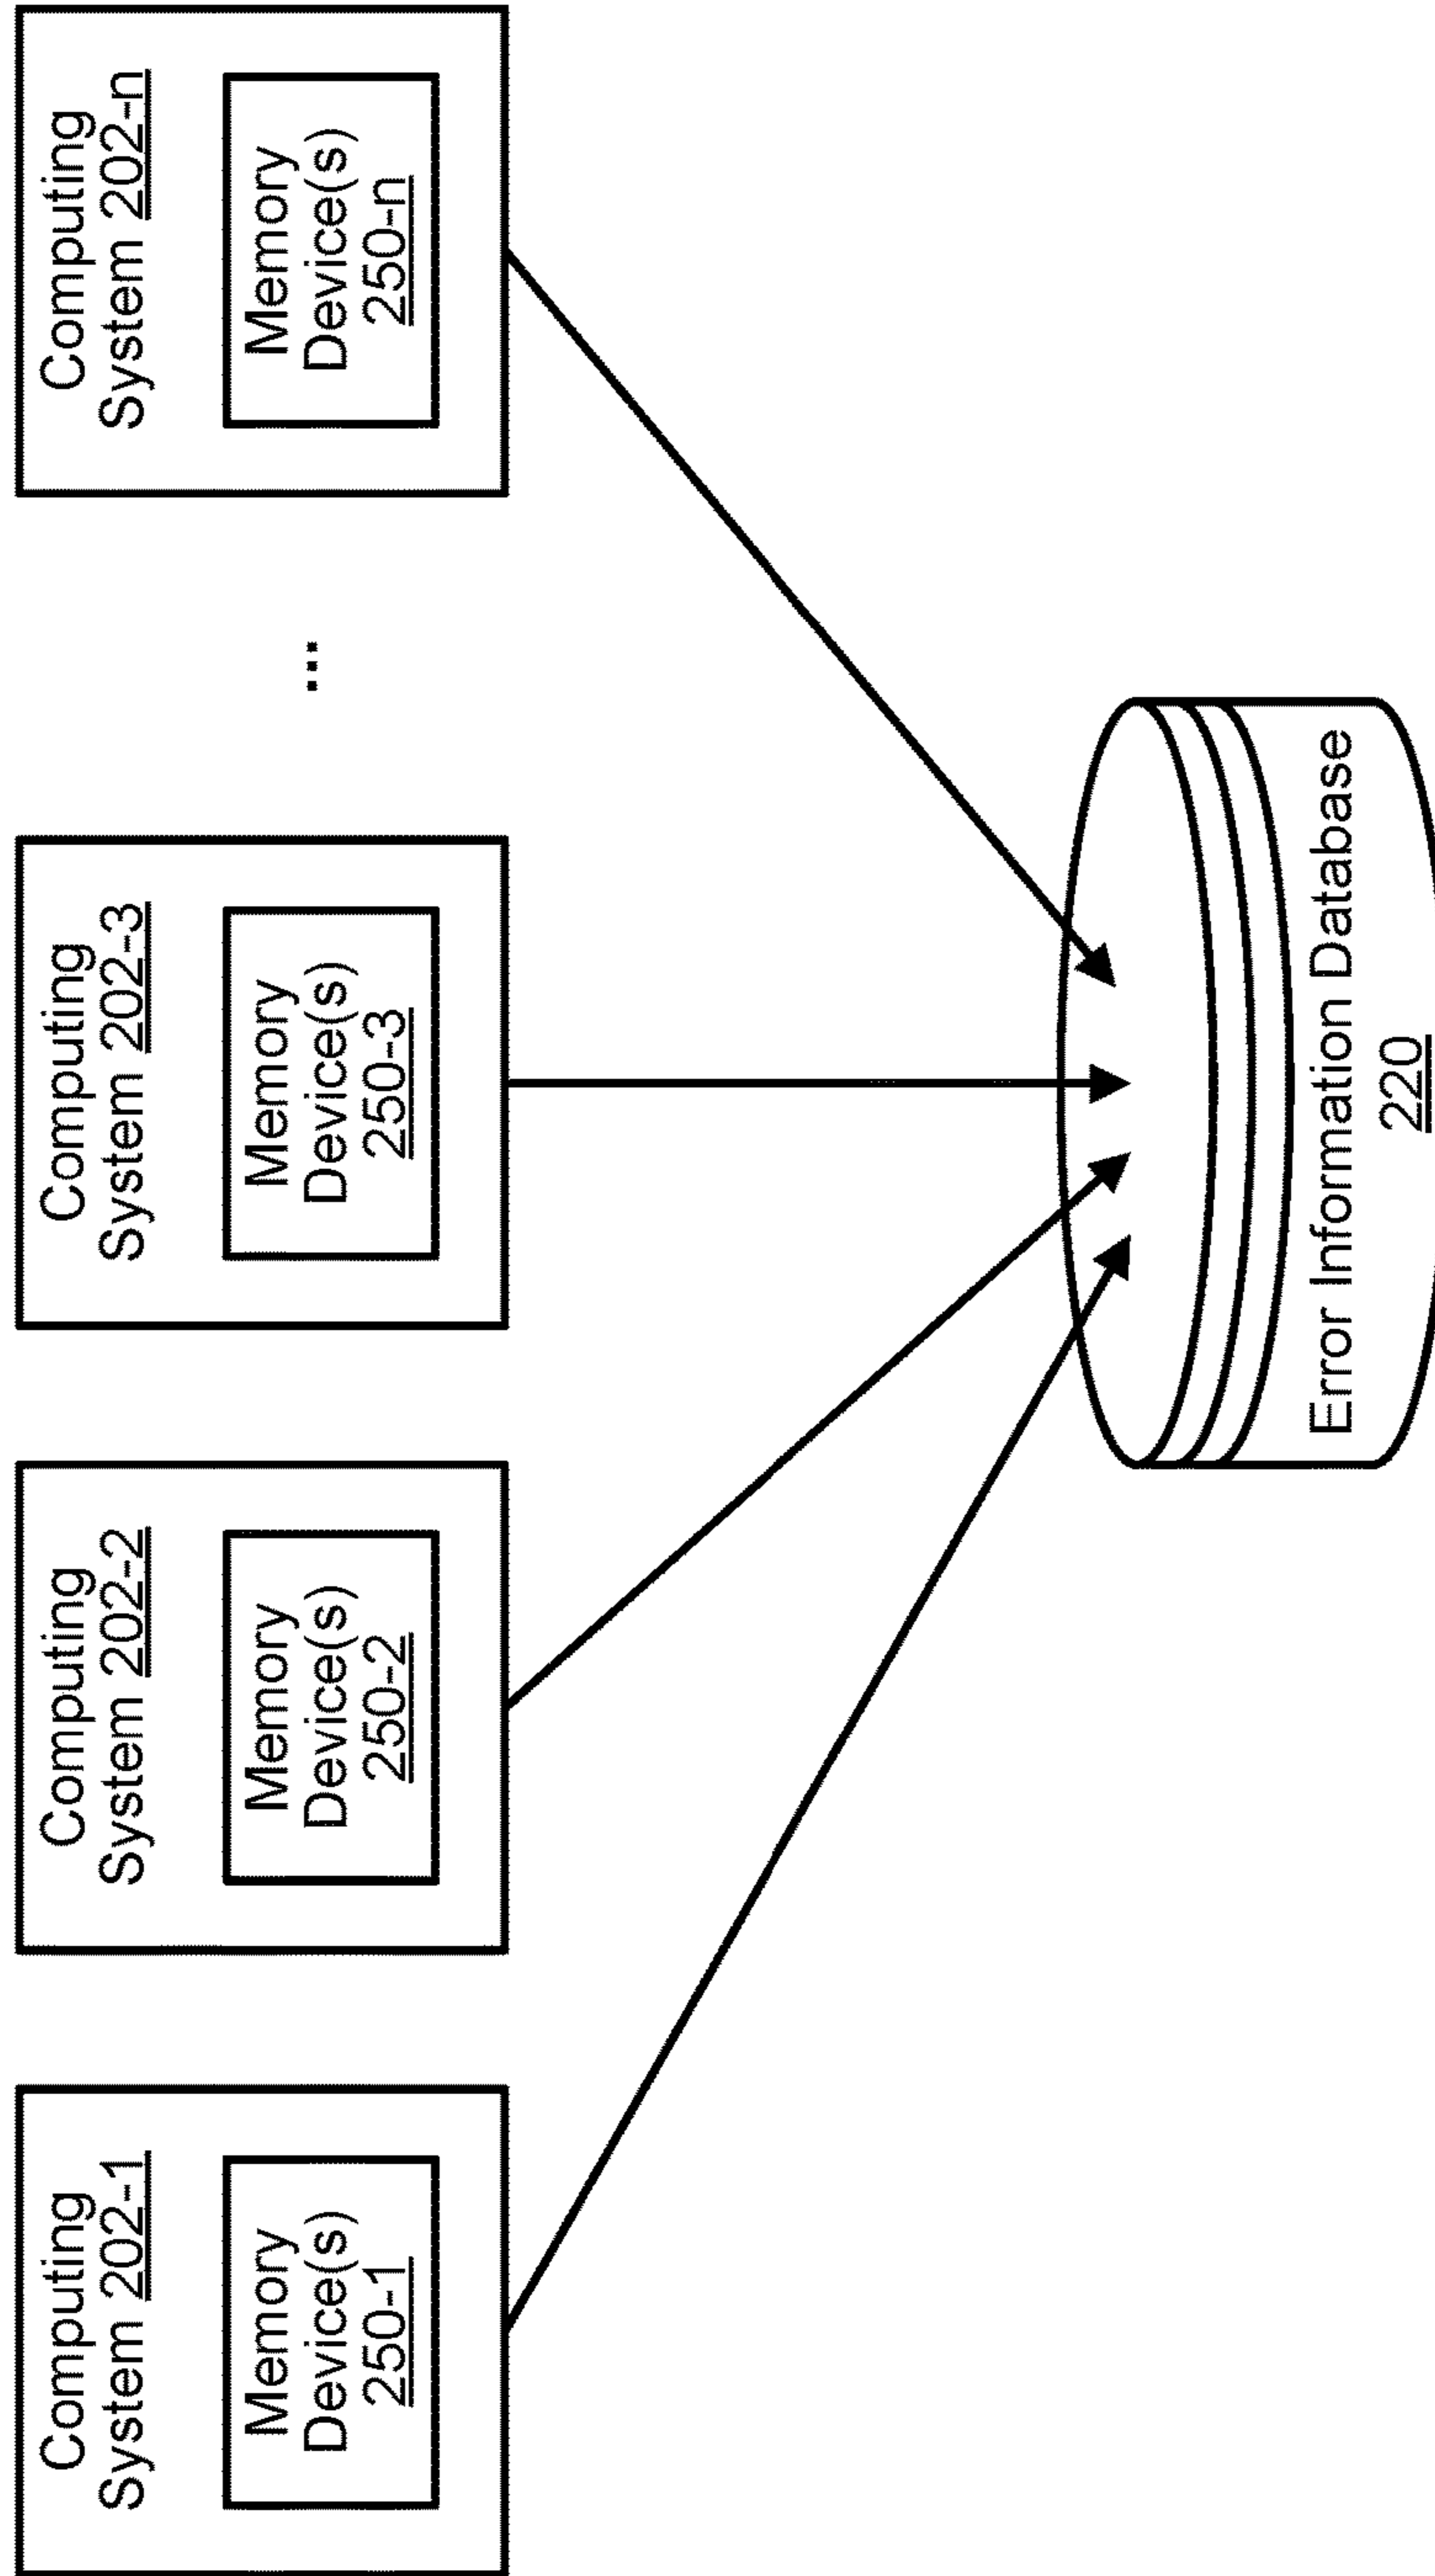 Computing
System 202-1
Memory
Device(s)
250-1
Computing
System 202-2
Memory
Device(s)
250-2
Computing
System 202-3
Memory
Device(s)
250-3
...
Computing
System 202-n
Memory
Device(s)
250-n
Error Information Database
220